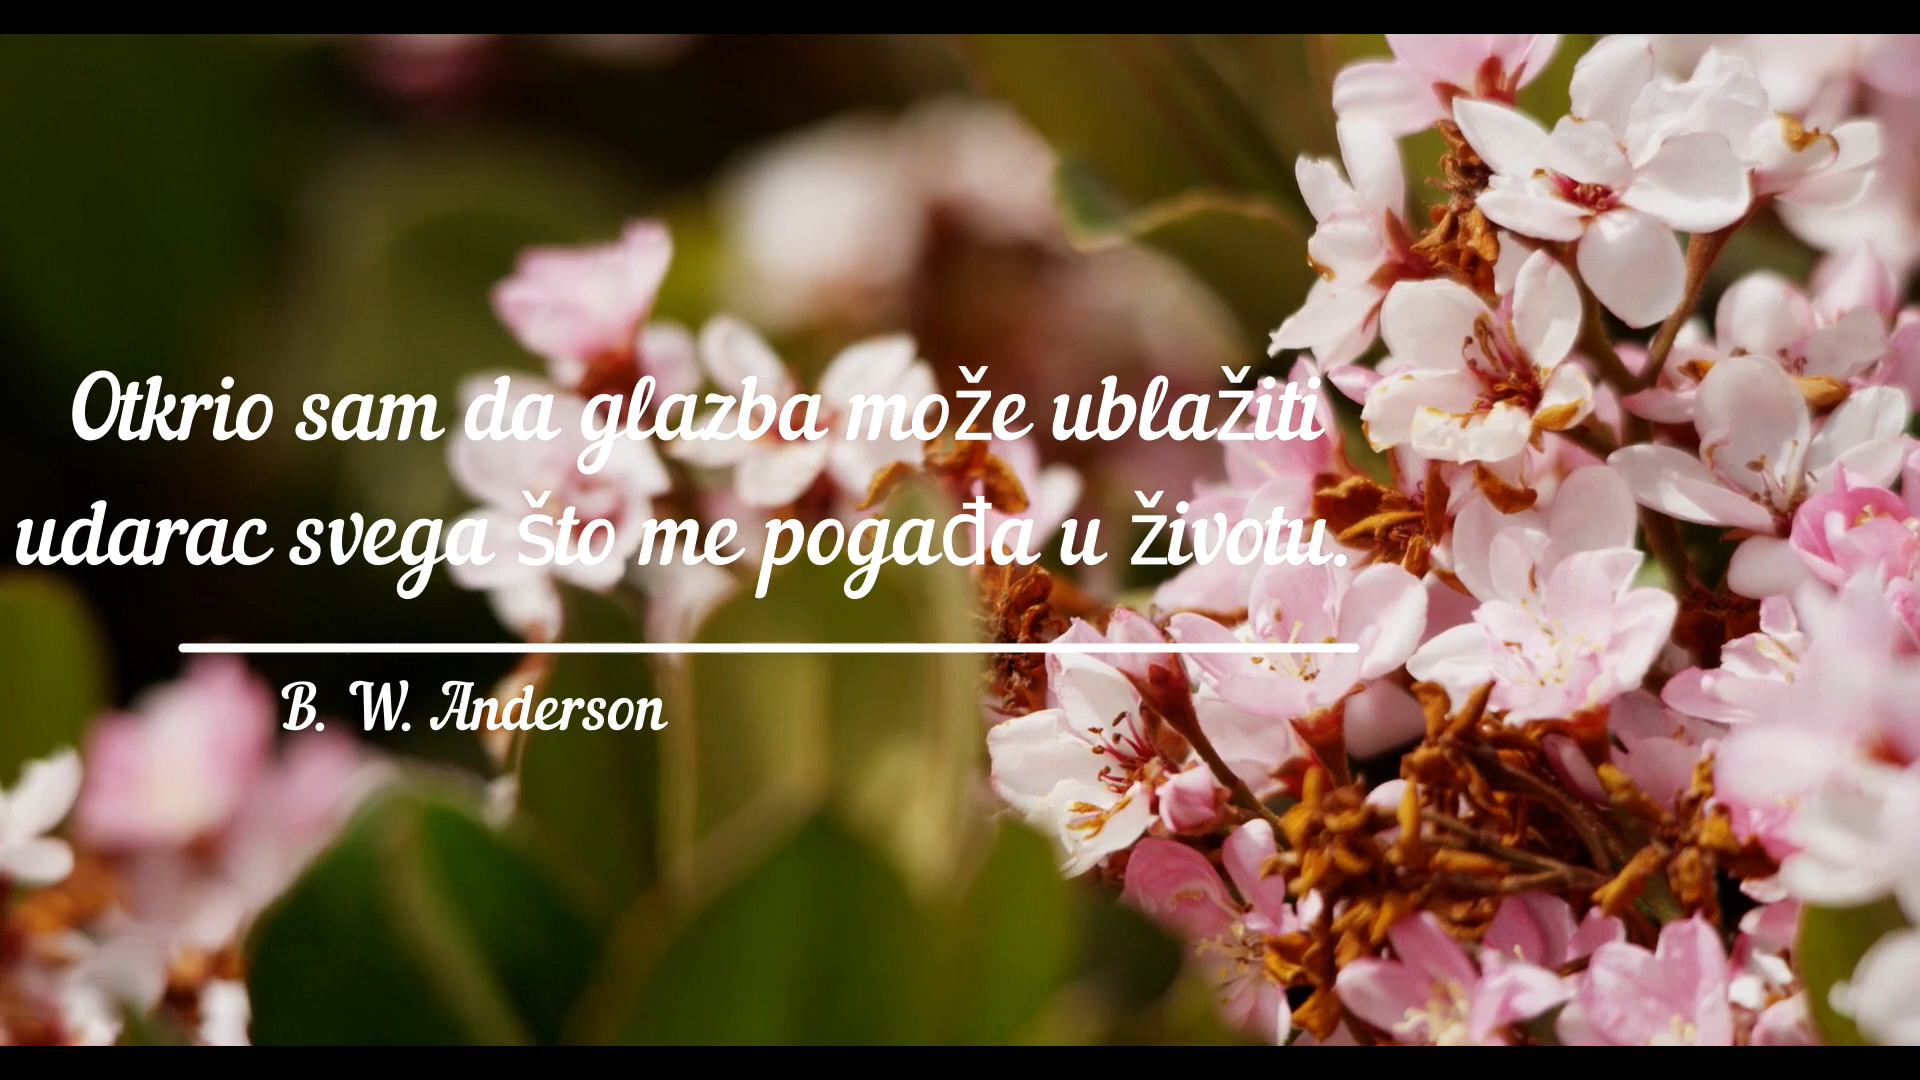 Otkrio sam da glazba može ublažiti
udarac svega što me pogađa u životu.
B. W. Anderson